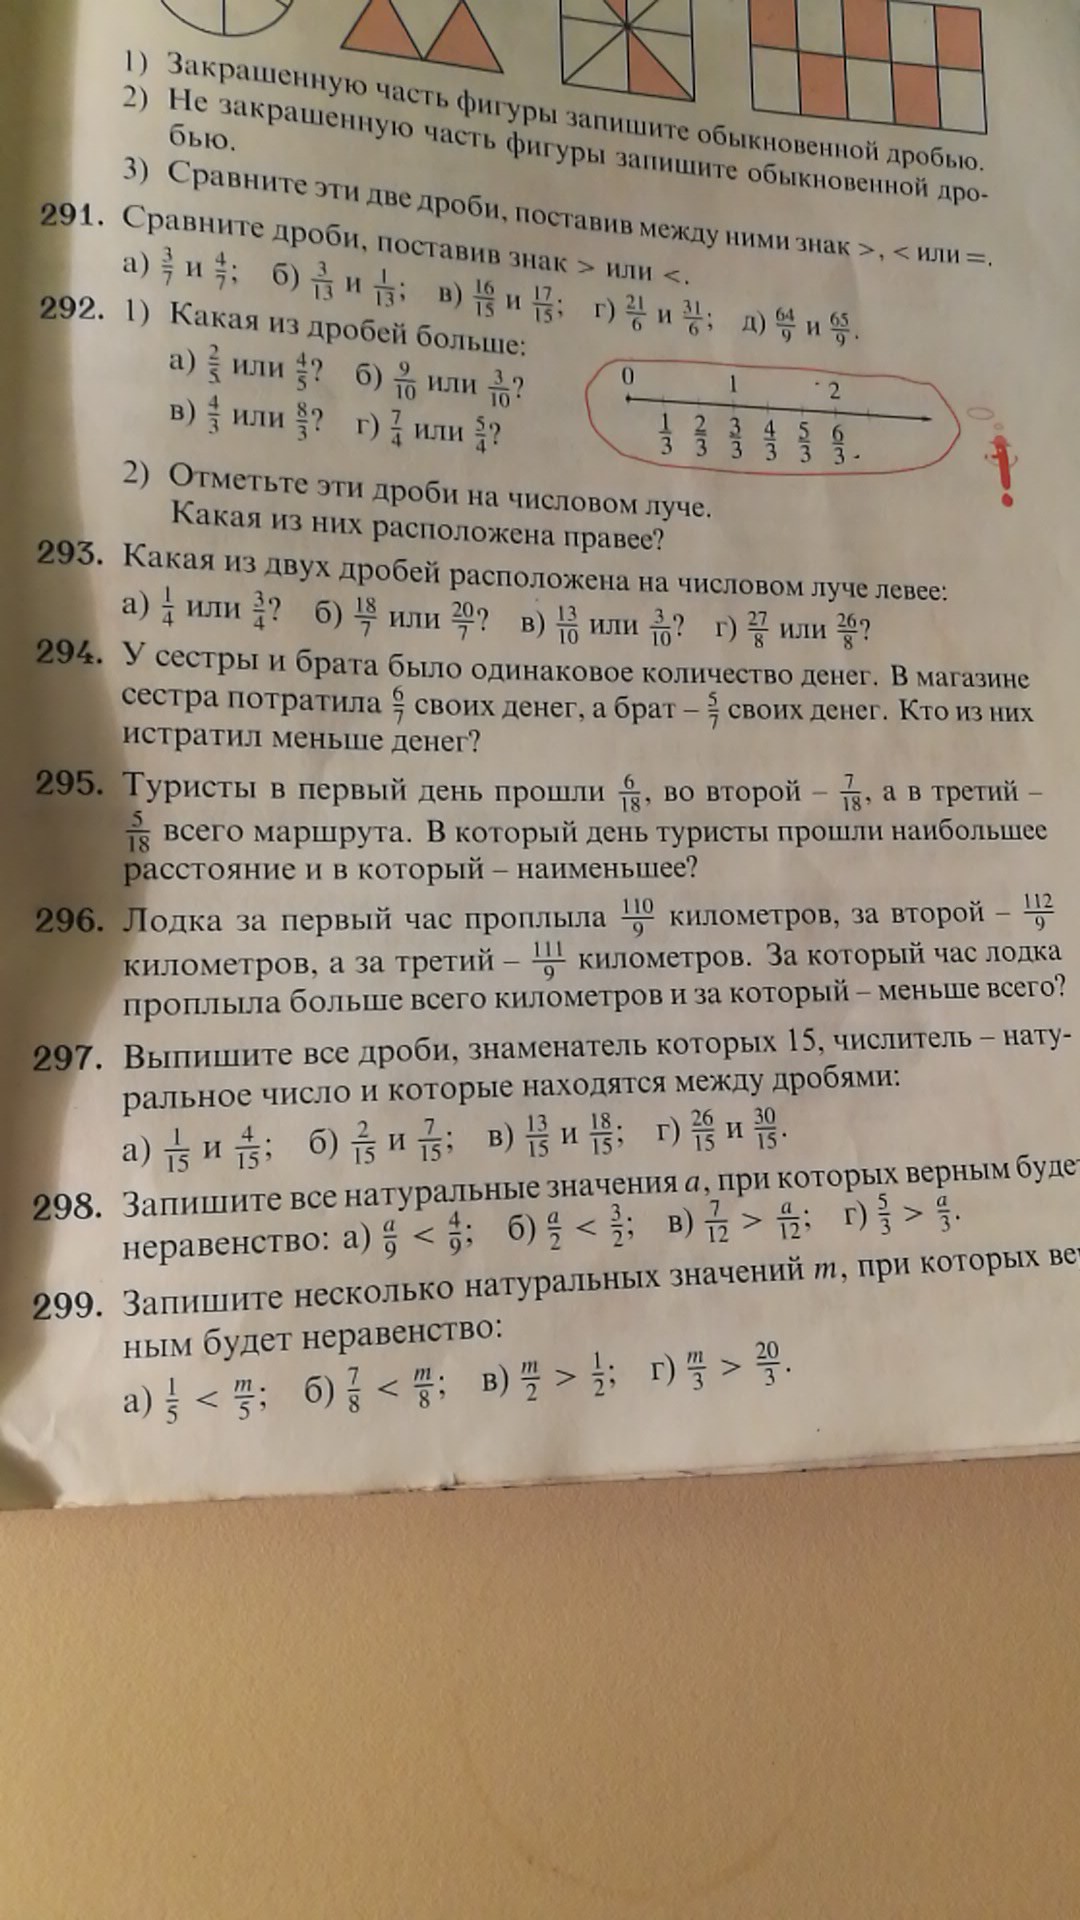 1) Закрашенную часть фигуры запишите обыкновенной дробью.
2) Не закрашенную часть фигуры запишите обыкновенной дро-
бью.
3) Сравните эти две дроби, поставив между ними знак >, < или =.
291. Сравните дроби, поставив знак > или <.
а) 3/7 и 4/7; б) 3/13 и 1/13; в) 16/15 и 17/15; г) 21/6 и 31/6; д) 64/9 и 65/9.
292. 1) Какая из дробей больше:
а) 2/5 или 4/5? б) 9/10 или 3/10?
в) 4/3 или 8/3? г) 7/4 или 5/4?
0 1 2
1/3 2/3 3/3 4/3 5/3 6/3
2) Отметьте эти дроби на числовом луче.
Какая из них расположена правее?
293. Какая из двух дробей расположена на числовом луче левее:
а) 1/4 или 3/4? б) 18/7 или 20/7? в) 13/10 или 3/10? г) 27/8 или 26/8?
294. У сестры и брата было одинаковое количество денег. В магазине
сестра потратила 6/7 своих денег, а брат – 5/7 своих денег. Кто из них
истратил меньше денег?
295. Туристы в первый день прошли 6/18, во второй – 7/18, а в третий –
5/18 всего маршрута. В который день туристы прошли наибольшее
расстояние и в который – наименьшее?
296. Лодка за первый час проплыла 110/9 километров, за второй – 112/9
километров, а за третий – 111/9 километров. За который час лодка
проплыла больше всего километров и за который – меньше всего?
297. Выпишите все дроби, знаменатель которых 15, числитель – нату-
ральное число и которые находятся между дробями:
а) 1/15 и 4/15; б) 2/15 и 7/15; в) 13/15 и 18/15; г) 26/15 и 30/15.
298. Запишите все натуральные значения a, при которых верным будет
неравенство: а) a/9 < 4/9; б) a/2 < 3/2; в) 7/12 > a/12; г) 5/3 > a/3.
299. Запишите несколько натуральных значений m, при которых вер
ным будет неравенство:
а) 1/5 < m/5; б) 7/8 < m/8; в) m/2 > 1/2; г) m/3 > 20/3.